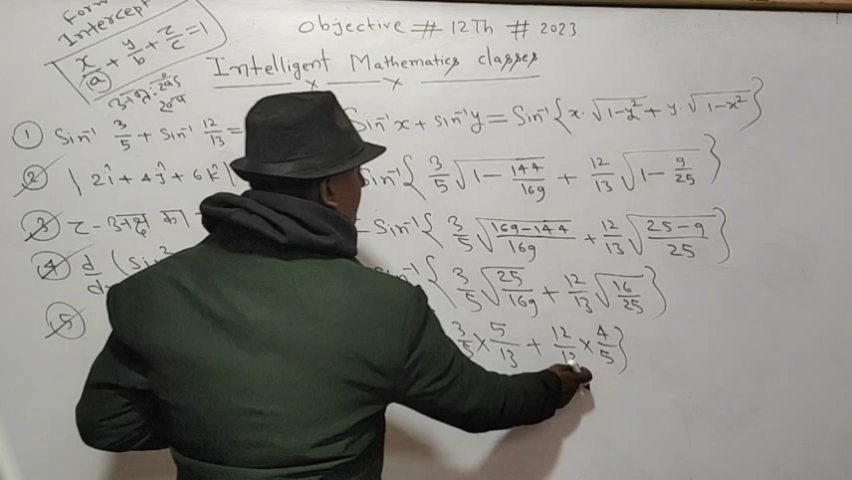 Form
Intercept
x/a + y/b + z/c = 1
Objective # 12Th # 2023
Intelligent Mathematics classes
① Sin⁻¹ 3/5 + Sin⁻¹ 12/13 =
Sin⁻¹x + sin⁻¹y = Sin⁻¹{x.√(1-y²) + y.√(1-x²)}
② | 2î + 4ĵ + 6k̂ |
Sin⁻¹{3/5 √(1 - 144/169) + 12/13 √(1 - 9/25)}
③ z-अक्ष का
Sin⁻¹{3/5 √((169-144)/169) + 12/13 √((25-9)/25)}
④ d/dx (Sin²
Sin⁻¹{3/5 √(25/169) + 12/13 √(16/25)}
⑤
3/5 × 5/13 + 12/13 × 4/5}